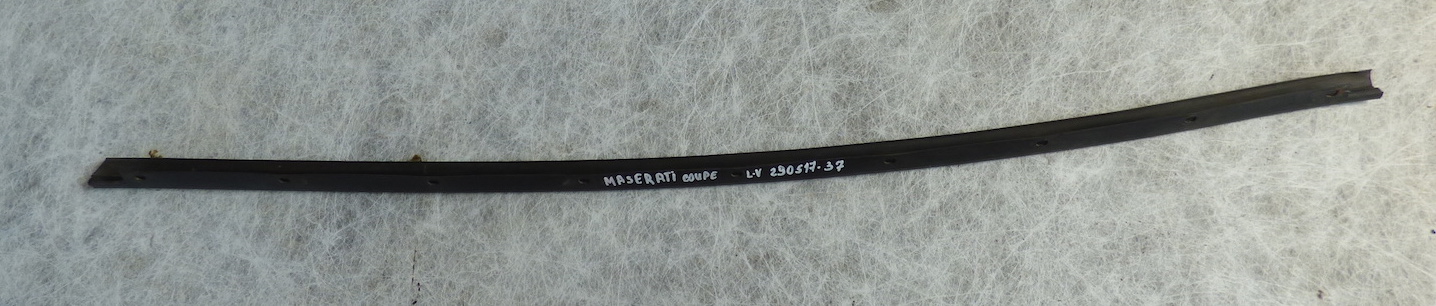 MASERATI COUPE L-V 290517-37